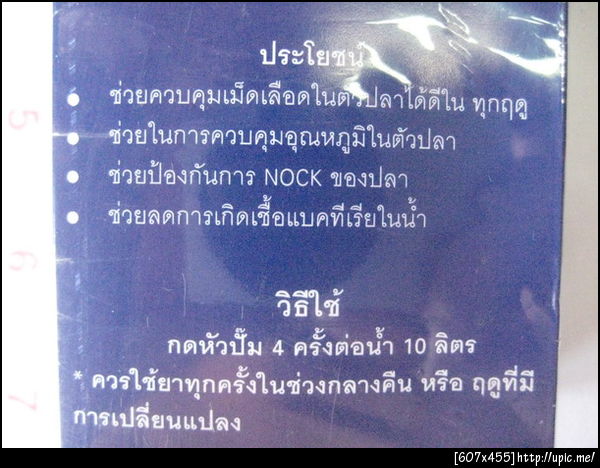 ประโยชน์
• ช่วยควบคุมเม็ดเลือดในตัวปลาได้ดีใน ทุกฤดู
• ช่วยในการควบคุมอุณหภูมิในตัวปลา
• ช่วยป้องกันการ NOCK ของปลา
• ช่วยลดการเกิดเชื้อแบคทีเรียในน้ำ
วิธีใช้
กดหัวปั๊ม 4 ครั้งต่อน้ำ 10 ลิตร
* ควรใช้ยาทุกครั้งในช่วงกลางคืน หรือ ฤดูที่มี
การเปลี่ยนแปลง
5
6
7
[607x455]http://upic.me/